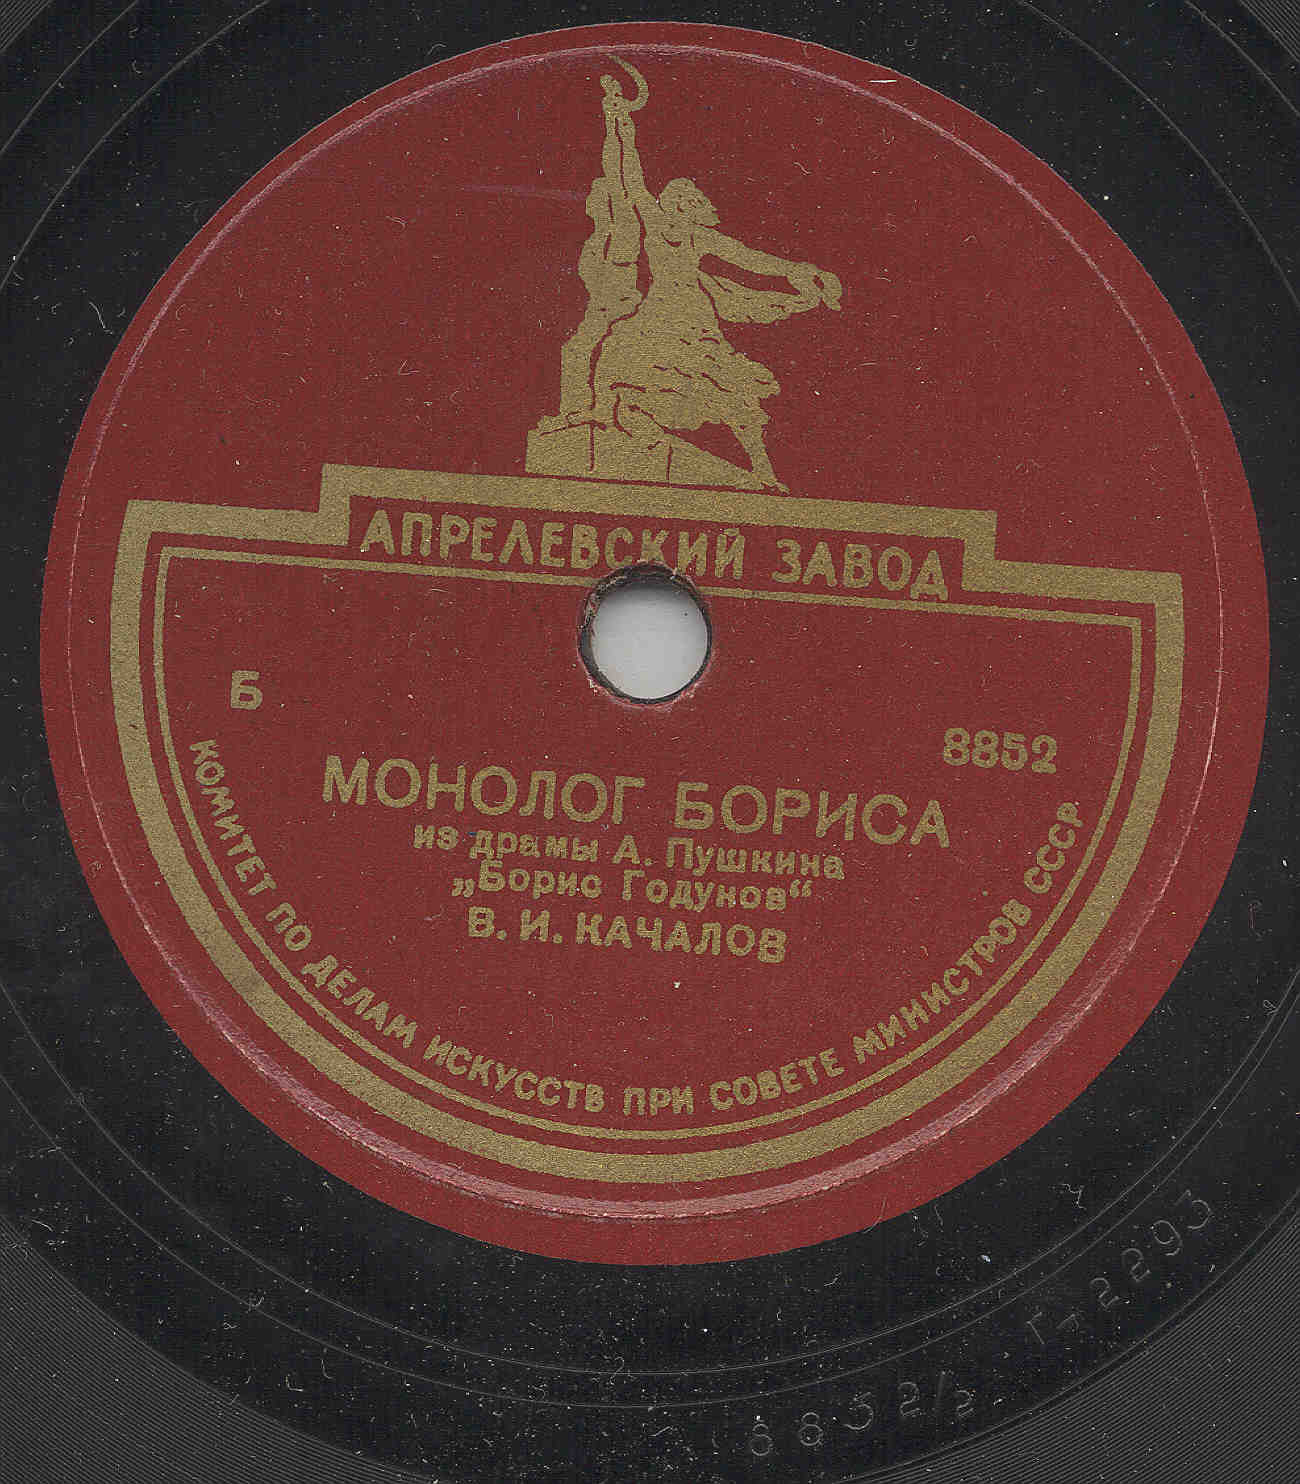 АПРЕЛЕВСКИЙ ЗАВОД
Б
8852
МОНОЛОГ БОРИСА
из драмы А. Пушкина
„Борис Годунов“
В. И. КАЧАЛОВ
КОМИТЕТ ПО ДЕЛАМ ИСКУССТВ ПРИ СОВЕТЕ МИНИСТРОВ СССР
8852/2